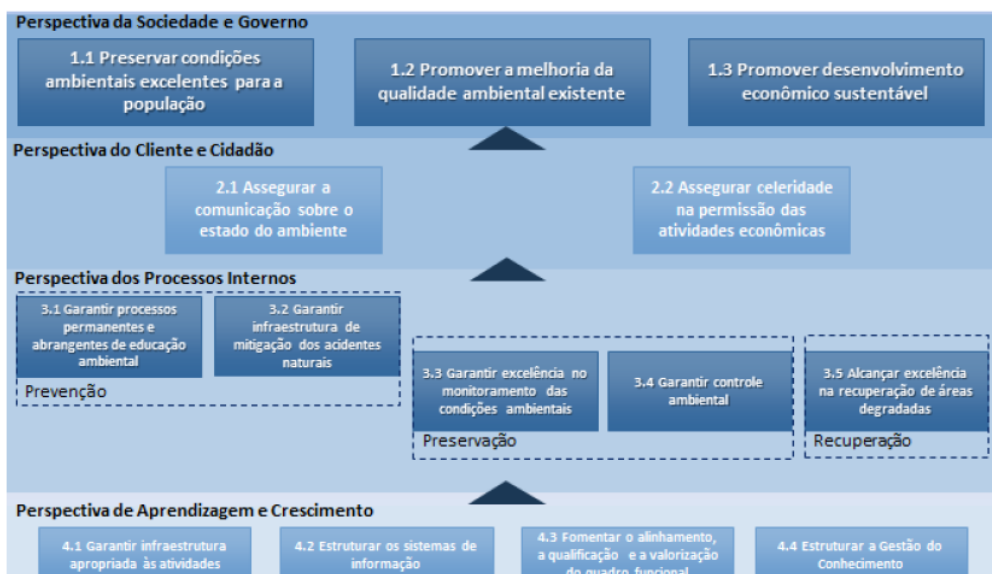 Perspectiva da Sociedade e Governo
1.1 Preservar condições
ambientais excelentes para a
população
1.2 Promover a melhoria da
qualidade ambiental existente
1.3 Promover desenvolvimento
econômico sustentável
Perspectiva do Cliente e Cidadão
2.1 Assegurar a
comunicação sobre o
estado do ambiente
2.2 Assegurar celeridade
na permissão das
atividades econômicas
Perspectiva dos Processos Internos
3.1 Garantir processos
permanentes e
abrangentes de educação
ambiental
3.2 Garantir
infraestrutura de
mitigação dos acidentes
naturais
Prevenção
3.3 Garantir excelência no
monitoramento das
condições ambientais
3.4 Garantir controle
ambiental
Preservação
3.5 Alcançar excelência
na recuperação de áreas
degradadas
Recuperação
Perspectiva de Aprendizagem e Crescimento
4.1 Garantir infraestrutura
apropriada às atividades
4.2 Estruturar os sistemas de
informação
4.3 Fomentar o alinhamento,
a qualificação e a valorização
do quadro funcional
4.4 Estruturar a Gestão do
Conhecimento